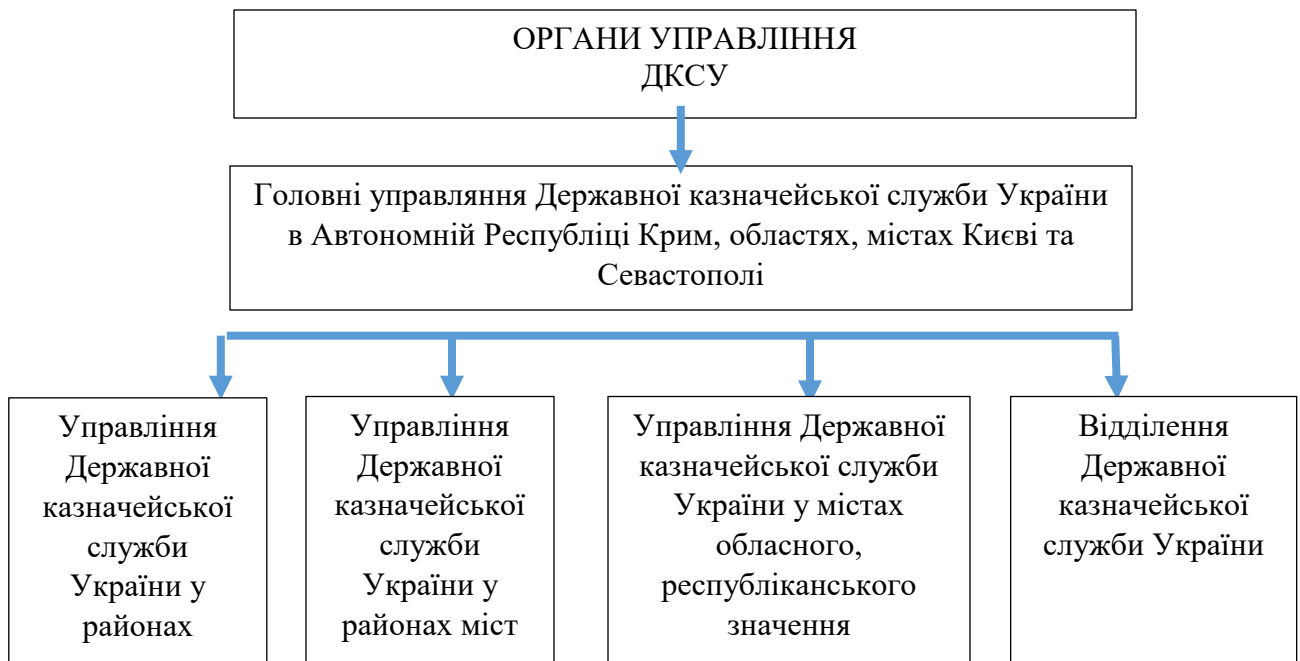 ОРГАНИ УПРАВЛІННЯ
ДКСУ
Головні управляння Державної казначейської служби України
в Автономній Республіці Крим, областях, містах Києві та
Севастополі
Управління
Державної
казначейської
служби
України у
районах
Управління
Державної
казначейської
служби
України у
районах міст
Управління Державної
казначейської служби
України у містах
обласного,
республіканського
значення
Відділення
Державної
казначейської
служби України